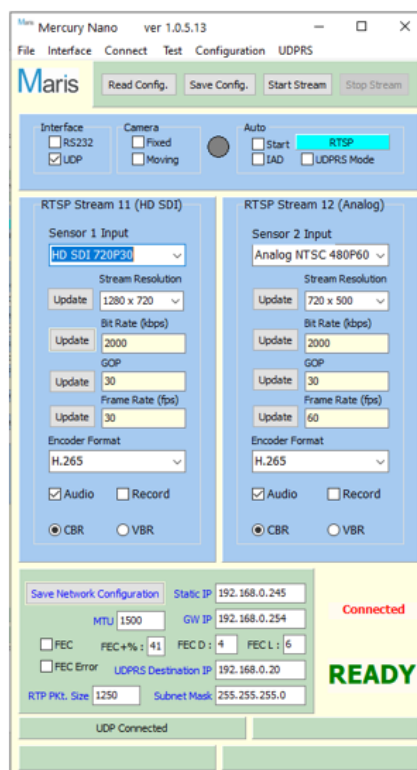 Maris Mercury Nano ver 1.0.5.13
File Interface Connect Test Configuration UDPRS
Maris Read Config. Save Config. Start Stream Stop Stream
Interface Camera Auto
RS232 Fixed Start RTSP
UDP Moving IAD UDPRS Mode
RTSP Stream 11 (HD SDI) RTSP Stream 12 (Analog)
Sensor 1 Input Sensor 2 Input
HD SDI 720P30 Analog NTSC 480P60
Stream Resolution Stream Resolution
Update 1280 x 720 Update 720 x 500
Bit Rate (kbps) Bit Rate (kbps)
Update 2000 Update 2000
GOP GOP
Update 30 Update 30
Frame Rate (fps) Frame Rate (fps)
Update 30 Update 60
Encoder Format Encoder Format
H.265 H.265
Audio Record Audio Record
CBR VBR CBR VBR
Save Network Configuration Static IP 192.168.0.245
Connected
MTU 1500 GW IP 192.168.0.254
FEC FEC+% : 41 FEC D : 4 FEC L : 6
FEC Error UDPRS Destination IP 192.168.0.20
READY
RTP PKt. Size 1250 Subnet Mask 255.255.255.0
UDP Connected